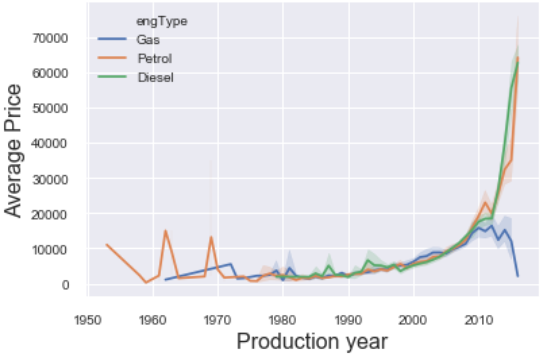 engType
Gas
Petrol
Diesel
70000
60000
50000
40000
30000
20000
10000
0
Average Price
1950 1960 1970 1980 1990 2000 2010
Production year